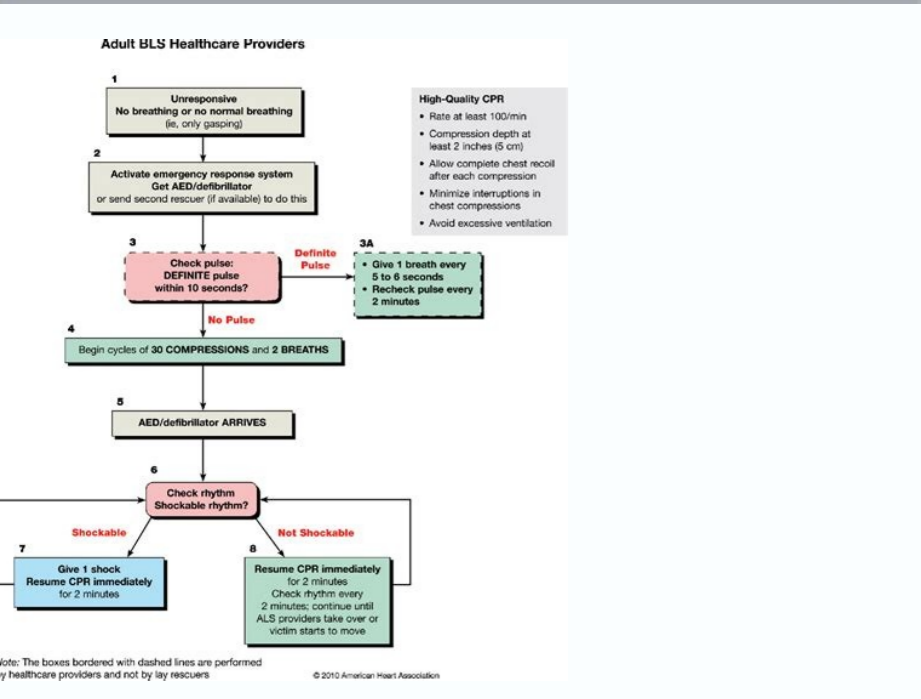 Adult BLS Healthcare Providers
1
Unresponsive
No breathing or no normal breathing
(ie, only gasping)
High-Quality CPR
• Rate at least 100/min
• Compression depth at
least 2 inches (5 cm)
• Allow complete chest recoil
after each compression
• Minimize interruptions in
chest compressions
• Avoid excessive ventilation
2
Activate emergency response system
Get AED/defibrillator
or send second rescuer (if available) to do this
3
Check pulse:
DEFINITE pulse
within 10 seconds?
Definite
Pulse
3A
• Give 1 breath every
5 to 6 seconds
• Recheck pulse every
2 minutes
No Pulse
4
Begin cycles of 30 COMPRESSIONS and 2 BREATHS
5
AED/defibrillator ARRIVES
6
Check rhythm
Shockable rhythm?
Shockable
Not Shockable
7
Give 1 shock
Resume CPR immediately
for 2 minutes
8
Resume CPR immediately
for 2 minutes
Check rhythm every
2 minutes; continue until
ALS providers take over or
victim starts to move
The boxes bordered with dashed lines are performed
healthcare providers and not by lay rescuers
© 2010 American Heart Association